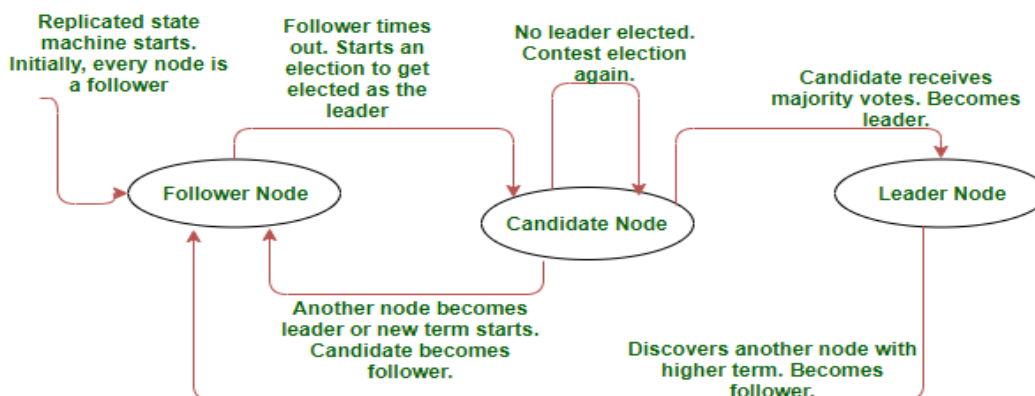 Replicated state
machine starts.
Initially, every node is
a follower
Follower times
out. Starts an
election to get
elected as the
leader
No leader elected.
Contest election
again.
Candidate receives
majority votes. Becomes
leader.
Follower Node
Candidate Node
Leader Node
Another node becomes
leader or new term starts.
Candidate becomes
follower.
Discovers another node with
higher term. Becomes
follower.